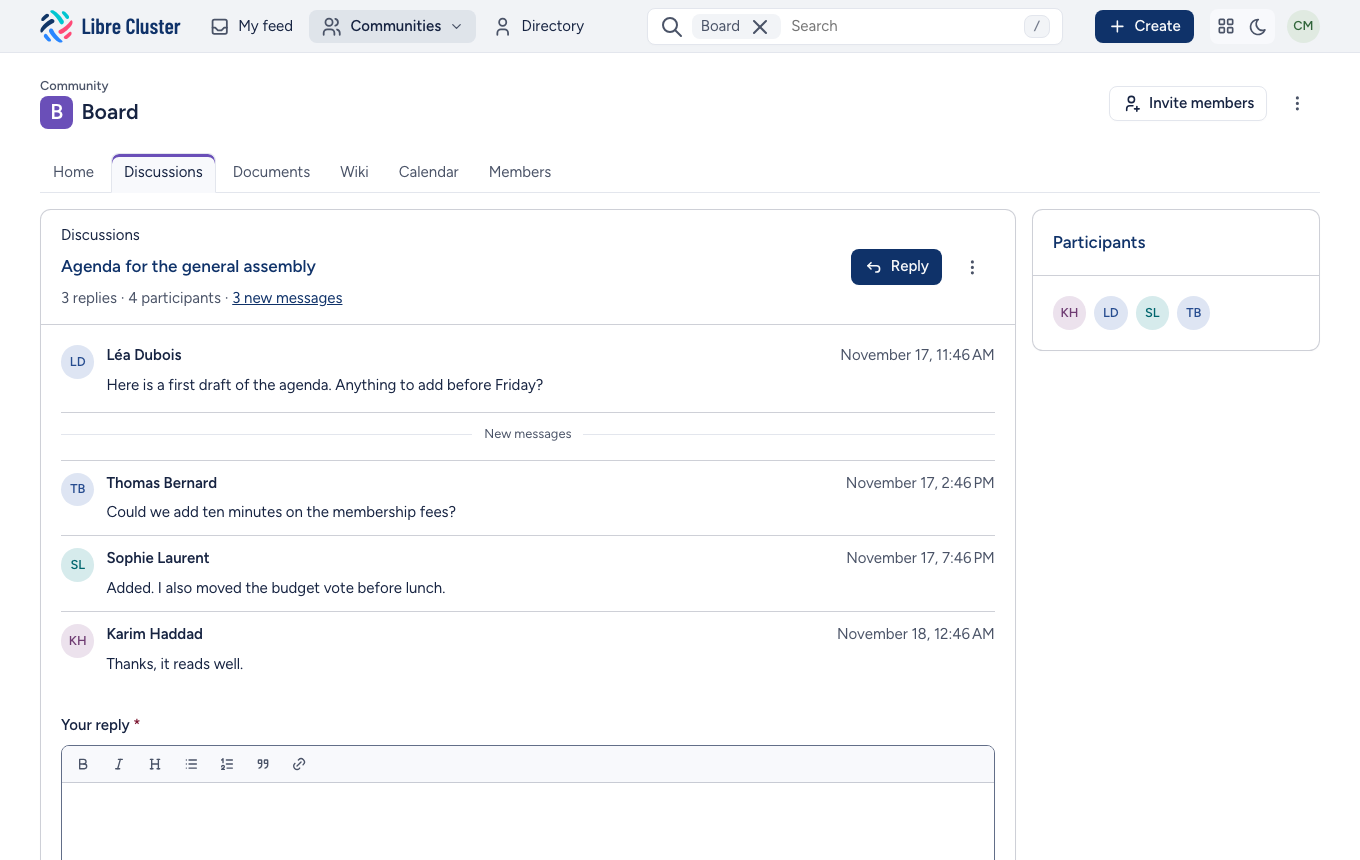 Libre Cluster
My feed
Communities
Directory
Board
Search
/
Create
CM
Community
B
Board
Invite members
Home
Discussions
Documents
Wiki
Calendar
Members
Discussions
Agenda for the general assembly
3 replies · 4 participants · 3 new messages
Reply
Participants
KH
LD
SL
TB
LD
Léa Dubois
November 17, 11:46 AM
Here is a first draft of the agenda. Anything to add before Friday?
New messages
TB
Thomas Bernard
November 17, 2:46 PM
Could we add ten minutes on the membership fees?
SL
Sophie Laurent
November 17, 7:46 PM
Added. I also moved the budget vote before lunch.
KH
Karim Haddad
November 18, 12:46 AM
Thanks, it reads well.
Your reply *
B
I
H